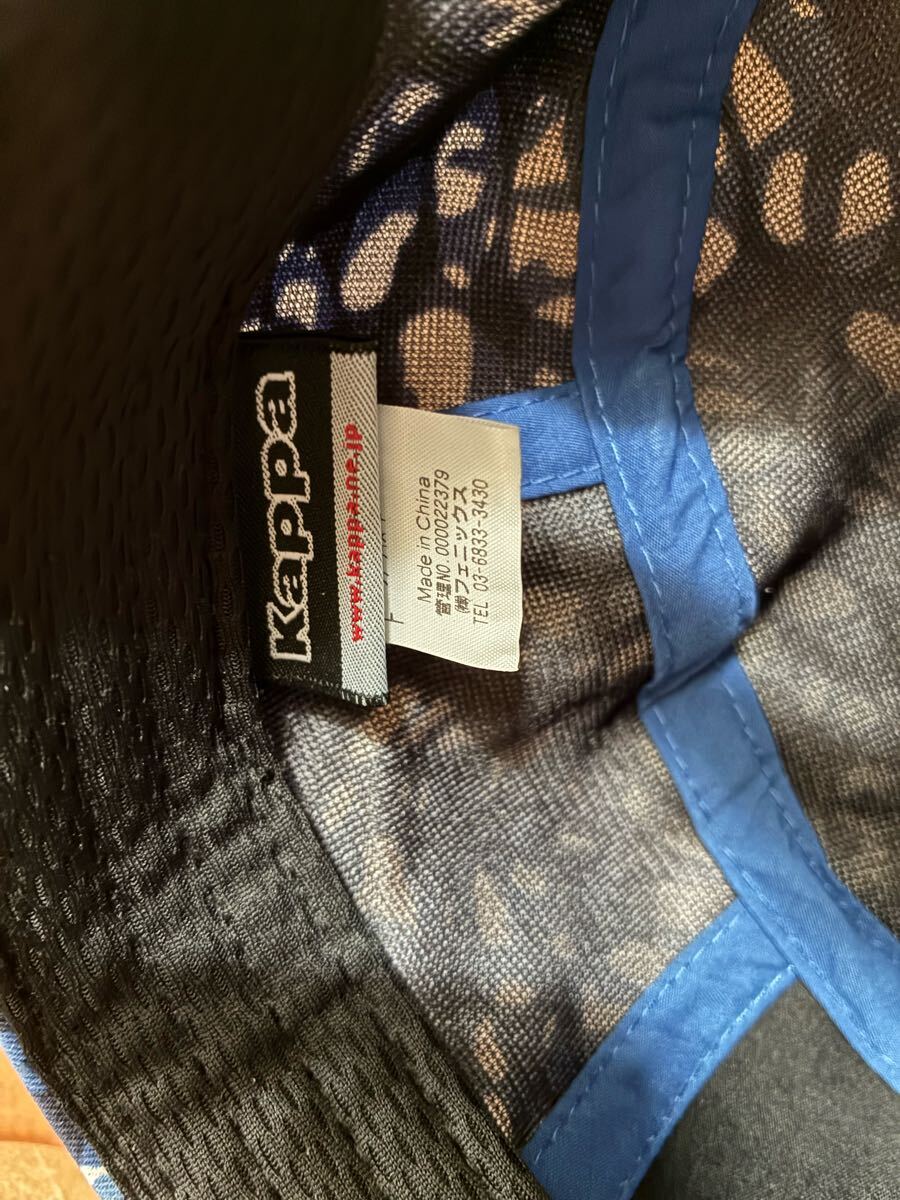 Kappa
www.kappa.ne.jp
F
Made in China
管理NO. 000022379
㈱フェニックス
TEL 03-6833-3430